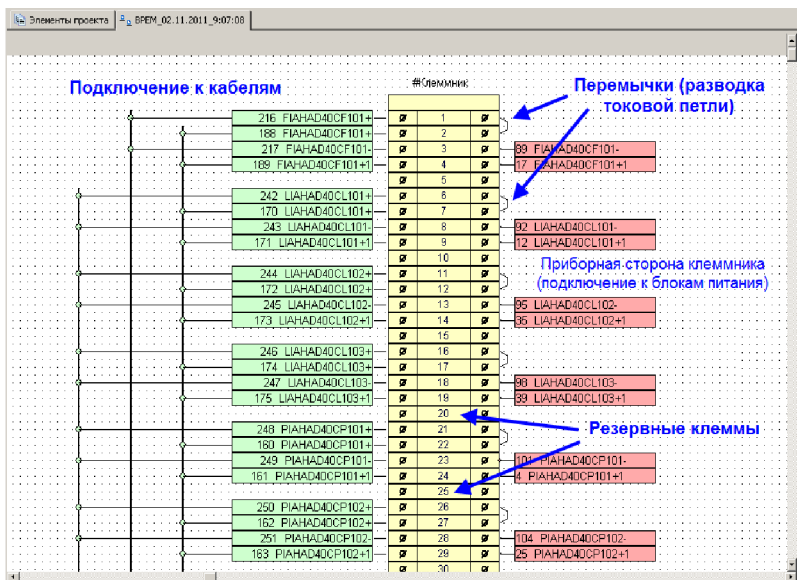 Элементы проекта ВРЕМ_02.11.2011_9:07:08
#Клеммник
Подключение к кабелям
Перемычки (разводка
токовой петли)
216 FIAHAD40CF101+ 1
188 FIAHAD40CF101+ 2
217 FIAHAD40CF101- 3 89 FIAHAD40CF101-
189 FIAHAD40CF101+1 4 17 FIAHAD40CF101+1
5
242 LIAHAD40CL101+ 6
170 LIAHAD40CL101+ 7
243 LIAHAD40CL101- 8 92 LIAHAD40CL101-
171 LIAHAD40CL101+1 9 12 LIAHAD40CL101+1
10
Приборная сторона клеммника
(подключение к блокам питания)
244 LIAHAD40CL102+ 11
172 LIAHAD40CL102+ 12
245 LIAHAD40CL102- 13 95 LIAHAD40CL102-
173 LIAHAD40CL102+1 14 36 LIAHAD40CL102+1
15
246 LIAHAD40CL103+ 16
174 LIAHAD40CL103+ 17
247 LIAHAD40CL103- 18 98 LIAHAD40CL103-
175 LIAHAD40CL103+1 19 39 LIAHAD40CL103+1
20
Резервные клеммы
248 PIAHAD40CP101+ 21
160 PIAHAD40CP101+ 22
249 PIAHAD40CP101- 23 101 PIAHAD40CP101-
161 PIAHAD40CP101+1 24 4 PIAHAD40CP101+1
25
250 PIAHAD40CP102+ 26
162 PIAHAD40CP102+ 27
251 PIAHAD40CP102- 28 104 PIAHAD40CP102-
163 PIAHAD40CP102+1 29 25 PIAHAD40CP102+1
30